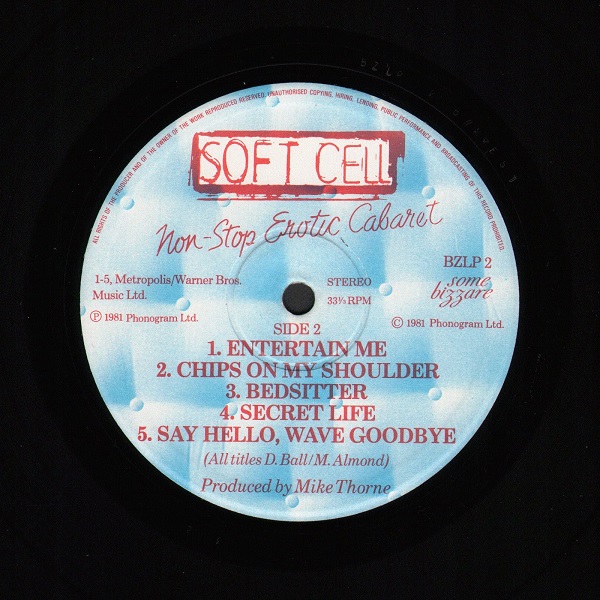 ALL RIGHTS OF THE PRODUCER AND OF THE OWNER OF THE WORK REPRODUCED RESERVED. UNAUTHORISED COPYING, HIRING, LENDING, PUBLIC PERFORMANCE AND BROADCASTING OF THIS RECORD PROHIBITED.
SOFT CELL
Non-Stop Erotic Cabaret
BZLP 2
some
bizzare
1-5, Metropolis/Warner Bros.
Music Ltd.
Ⓟ 1981 Phonogram Ltd.
STEREO
33⅓ RPM
© 1981 Phonogram Ltd.
SIDE 2
1. ENTERTAIN ME
2. CHIPS ON MY SHOULDER
3. BEDSITTER
4. SECRET LIFE
5. SAY HELLO, WAVE GOODBYE
(All titles D. Ball/M. Almond)
Produced by Mike Thorne